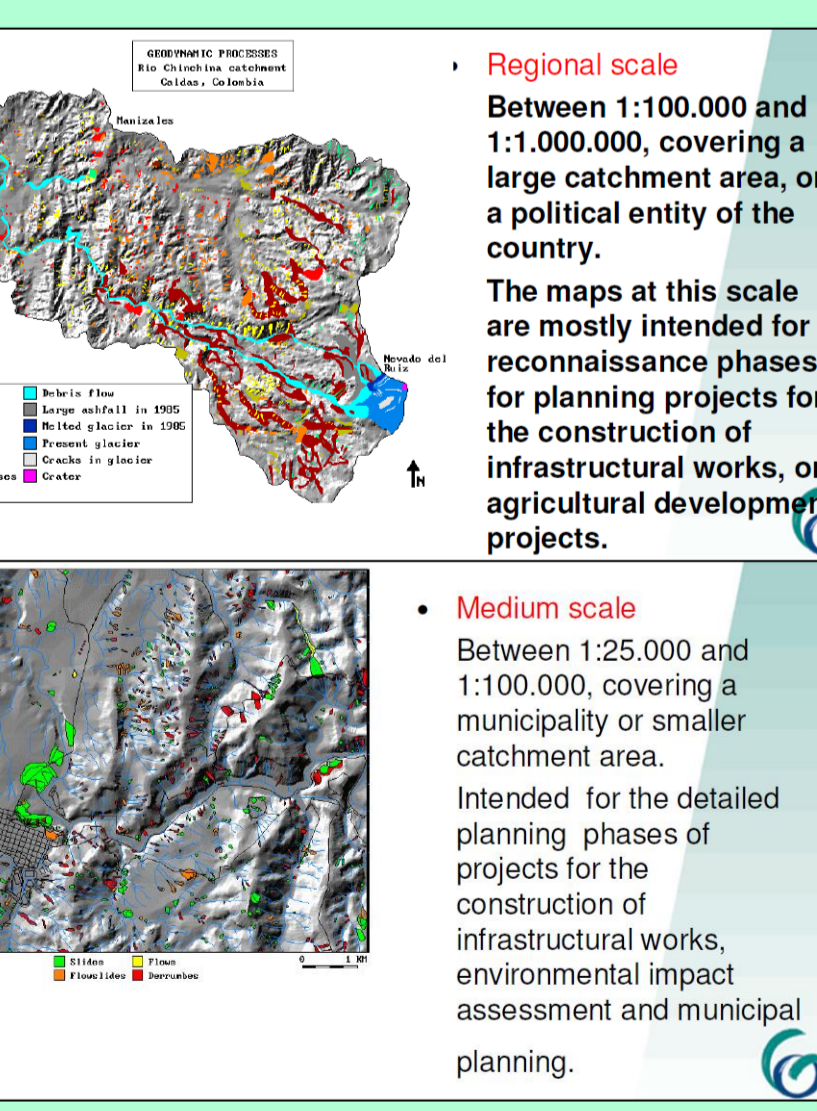 GEODYNAMIC PROCESSES
Rio Chinchina catchment
Caldas, Colombia
Manizales
Nevado del
Ruiz
Debris flow
Large ashfall in 1985
Melted glacier in 1985
Present glacier
Cracks in glacier
Crater
N
Regional scale
Between 1:100.000 and
1:1.000.000, covering a
large catchment area, or
a political entity of the
country.
The maps at this scale
are mostly intended for
reconnaissance phases
for planning projects for
the construction of
infrastructural works, or
agricultural developmen
projects.
Slides
Flows
Flowslides
Derrumbes
0 1 KM
• Medium scale
Between 1:25.000 and
1:100.000, covering a
municipality or smaller
catchment area.
Intended for the detailed
planning phases of
projects for the
construction of
infrastructural works,
environmental impact
assessment and municipal
planning.